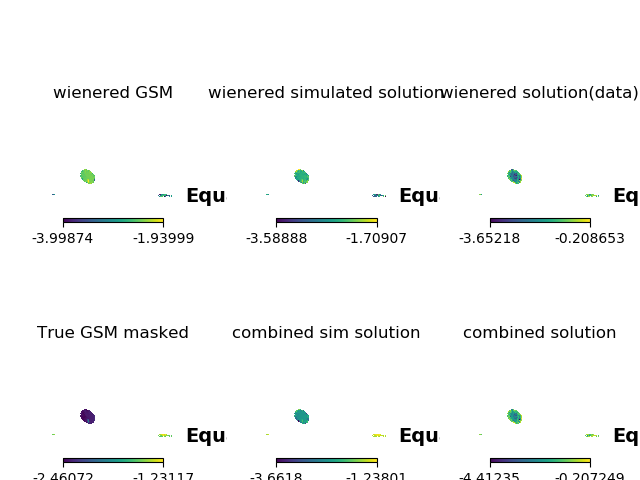 wienered GSM wienered simulated solution wienered solution(data)
Equ Equ Eq
-3.99874 -1.93999 -3.58888 -1.70907 -3.65218 -0.208653
True GSM masked combined sim solution combined solution
Equ Equ Eq
-2.46072 -1.23117 -3.6618 -1.23801 -4.41235 -0.207249